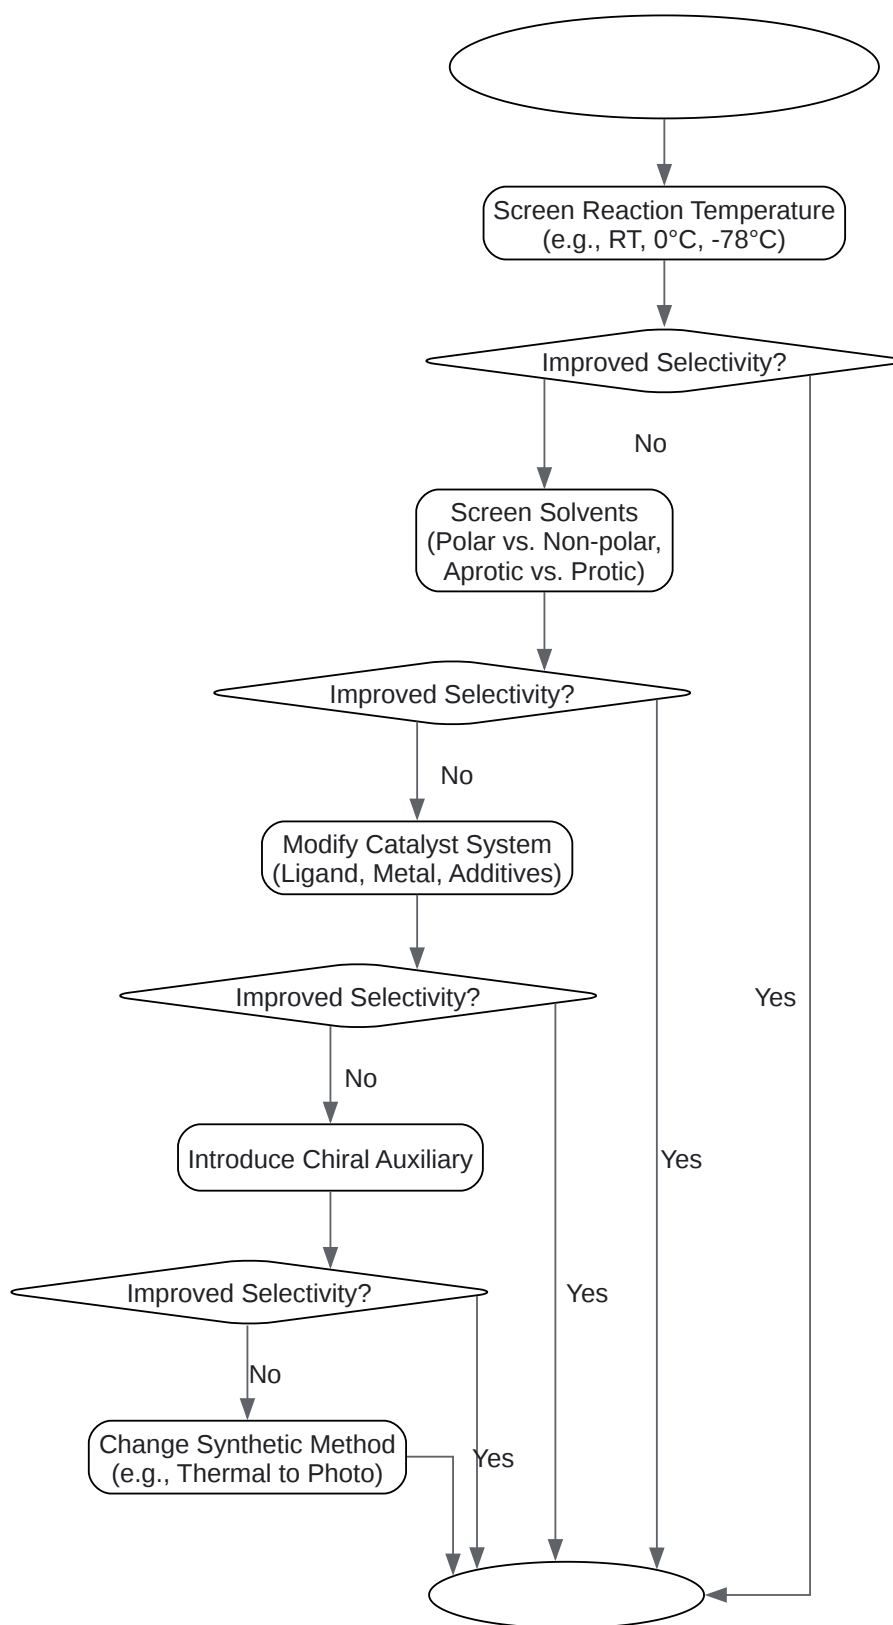 Screen Reaction Temperature
(e.g., RT, 0°C, -78°C)
Improved Selectivity?
No
Screen Solvents
(Polar vs. Non-polar,
Aprotic vs. Protic)
Improved Selectivity?
No
Modify Catalyst System
(Ligand, Metal, Additives)
Improved Selectivity?
Yes
No
Introduce Chiral Auxiliary
Yes
Improved Selectivity?
Yes
No
Change Synthetic Method
(e.g., Thermal to Photo)
Yes